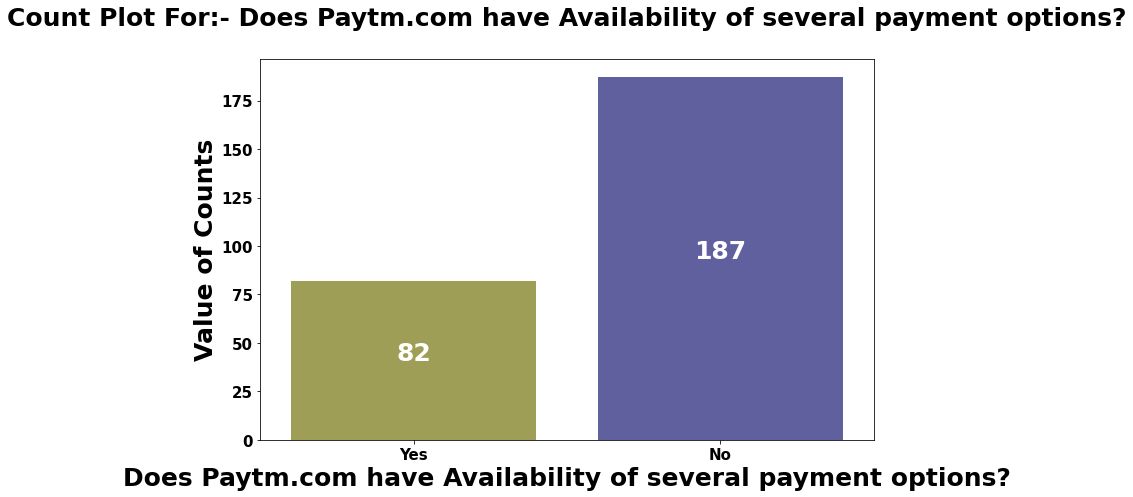 Count Plot For:- Does Paytm.com have Availability of several payment options?
Value of Counts
175
150
125
100
75
50
25
0
82
187
Yes
No
Does Paytm.com have Availability of several payment options?